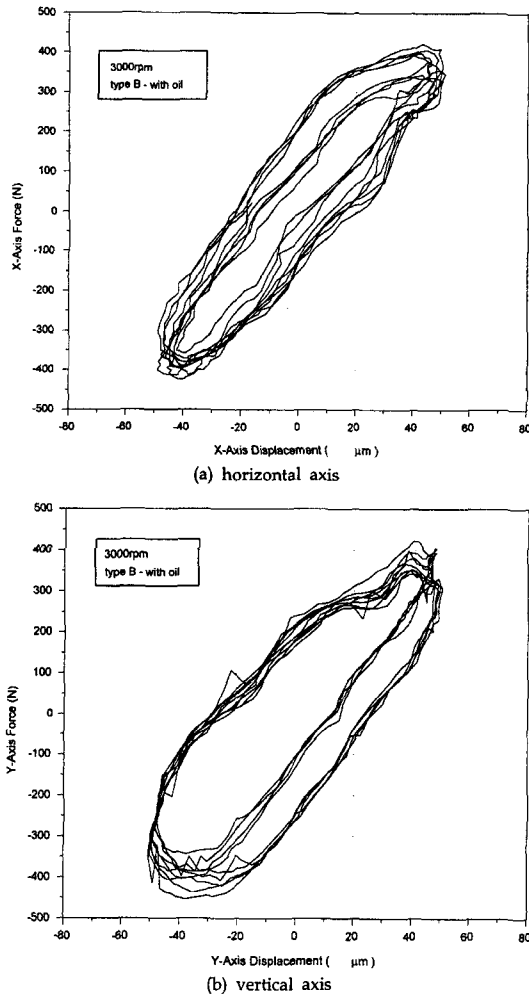 500
400
300
200
100
0
-100
-200
-300
-400
-500
X-Axis Force (N)
3000rpm
type B - with oil
-80 -60 -40 -20 0 20 40 60 80
X-Axis Displacement ( μm )
(a) horizontal axis
500
400
300
200
100
0
-100
-200
-300
-400
-500
Y-Axis Force (N)
3000rpm
type B - with oil
-80 -60 -40 -20 0 20 40 60 80
Y-Axis Displacement ( μm )
(b) vertical axis